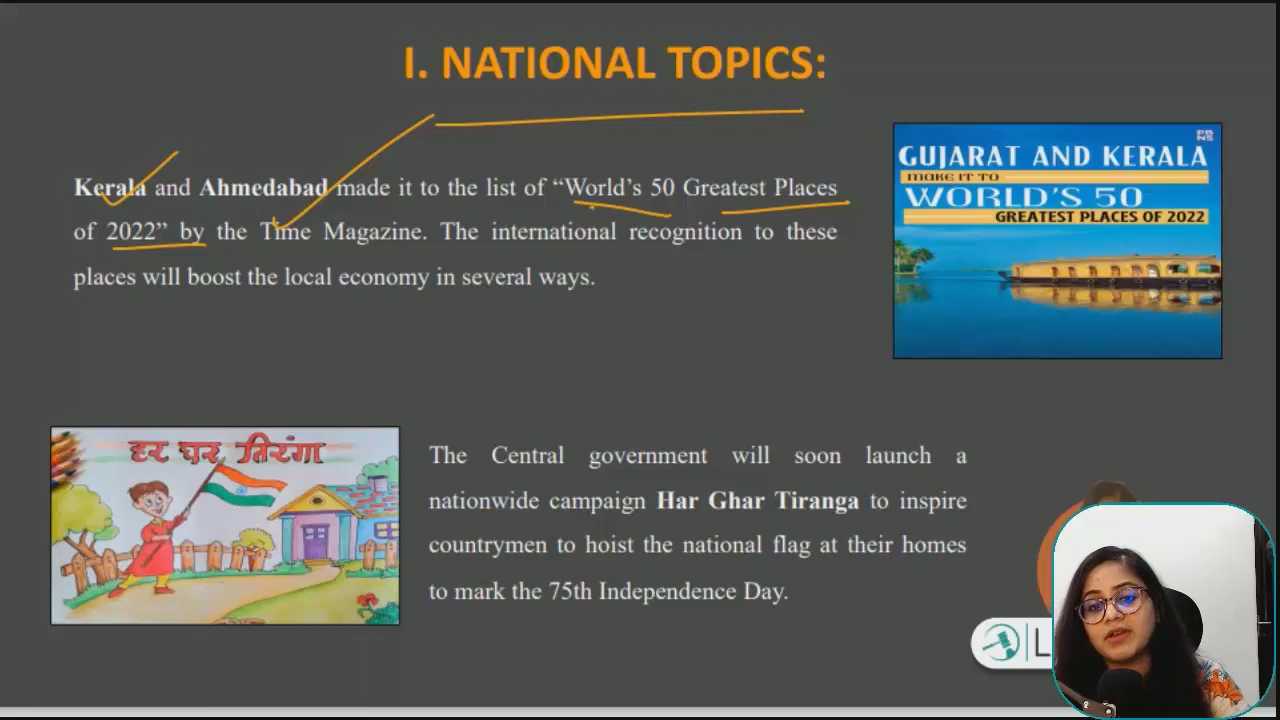 I. NATIONAL TOPICS:
Kerala and Ahmedabad made it to the list of “World’s 50 Greatest Places
of 2022” by the Time Magazine. The international recognition to these
places will boost the local economy in several ways.
PB
NS
GUJARAT AND KERALA
MAKE IT TO
WORLD'S 50
GREATEST PLACES OF 2022
हर घर तिरंगा
The Central government will soon launch a
nationwide campaign Har Ghar Tiranga to inspire
countrymen to hoist the national flag at their homes
to mark the 75th Independence Day.
L